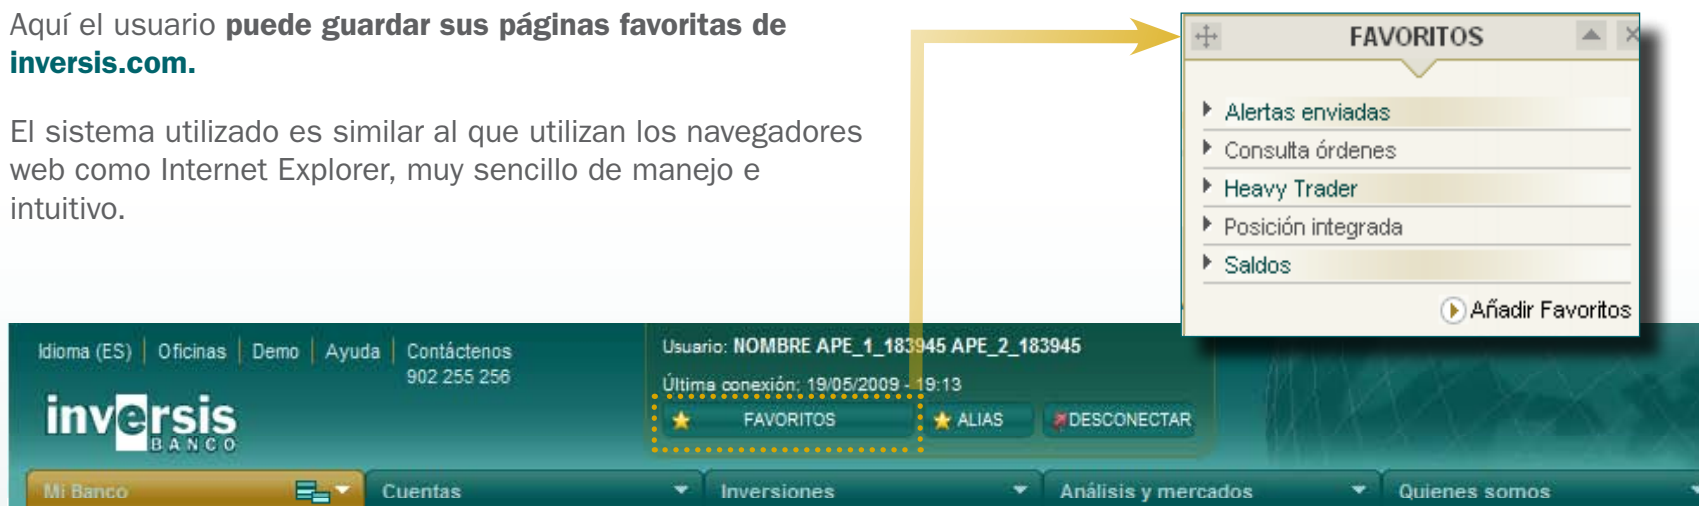 Aquí el usuario puede guardar sus páginas favoritas de
inversis.com.
El sistema utilizado es similar al que utilizan los navegadores
web como Internet Explorer, muy sencillo de manejo e
intuitivo.
FAVORITOS
Alertas enviadas
Consulta órdenes
Heavy Trader
Posición integrada
Saldos
Añadir Favoritos
Idioma (ES) | Oficinas | Demo | Ayuda | Contáctenos
902 255 256
inversis
BANCO
Usuario: NOMBRE APE_1_183945 APE_2_183945
Última conexión: 19/05/2009 - 19:13
FAVORITOS ALIAS DESCONECTAR
Mi Banco Cuentas Inversiones Análisis y mercados Quienes somos